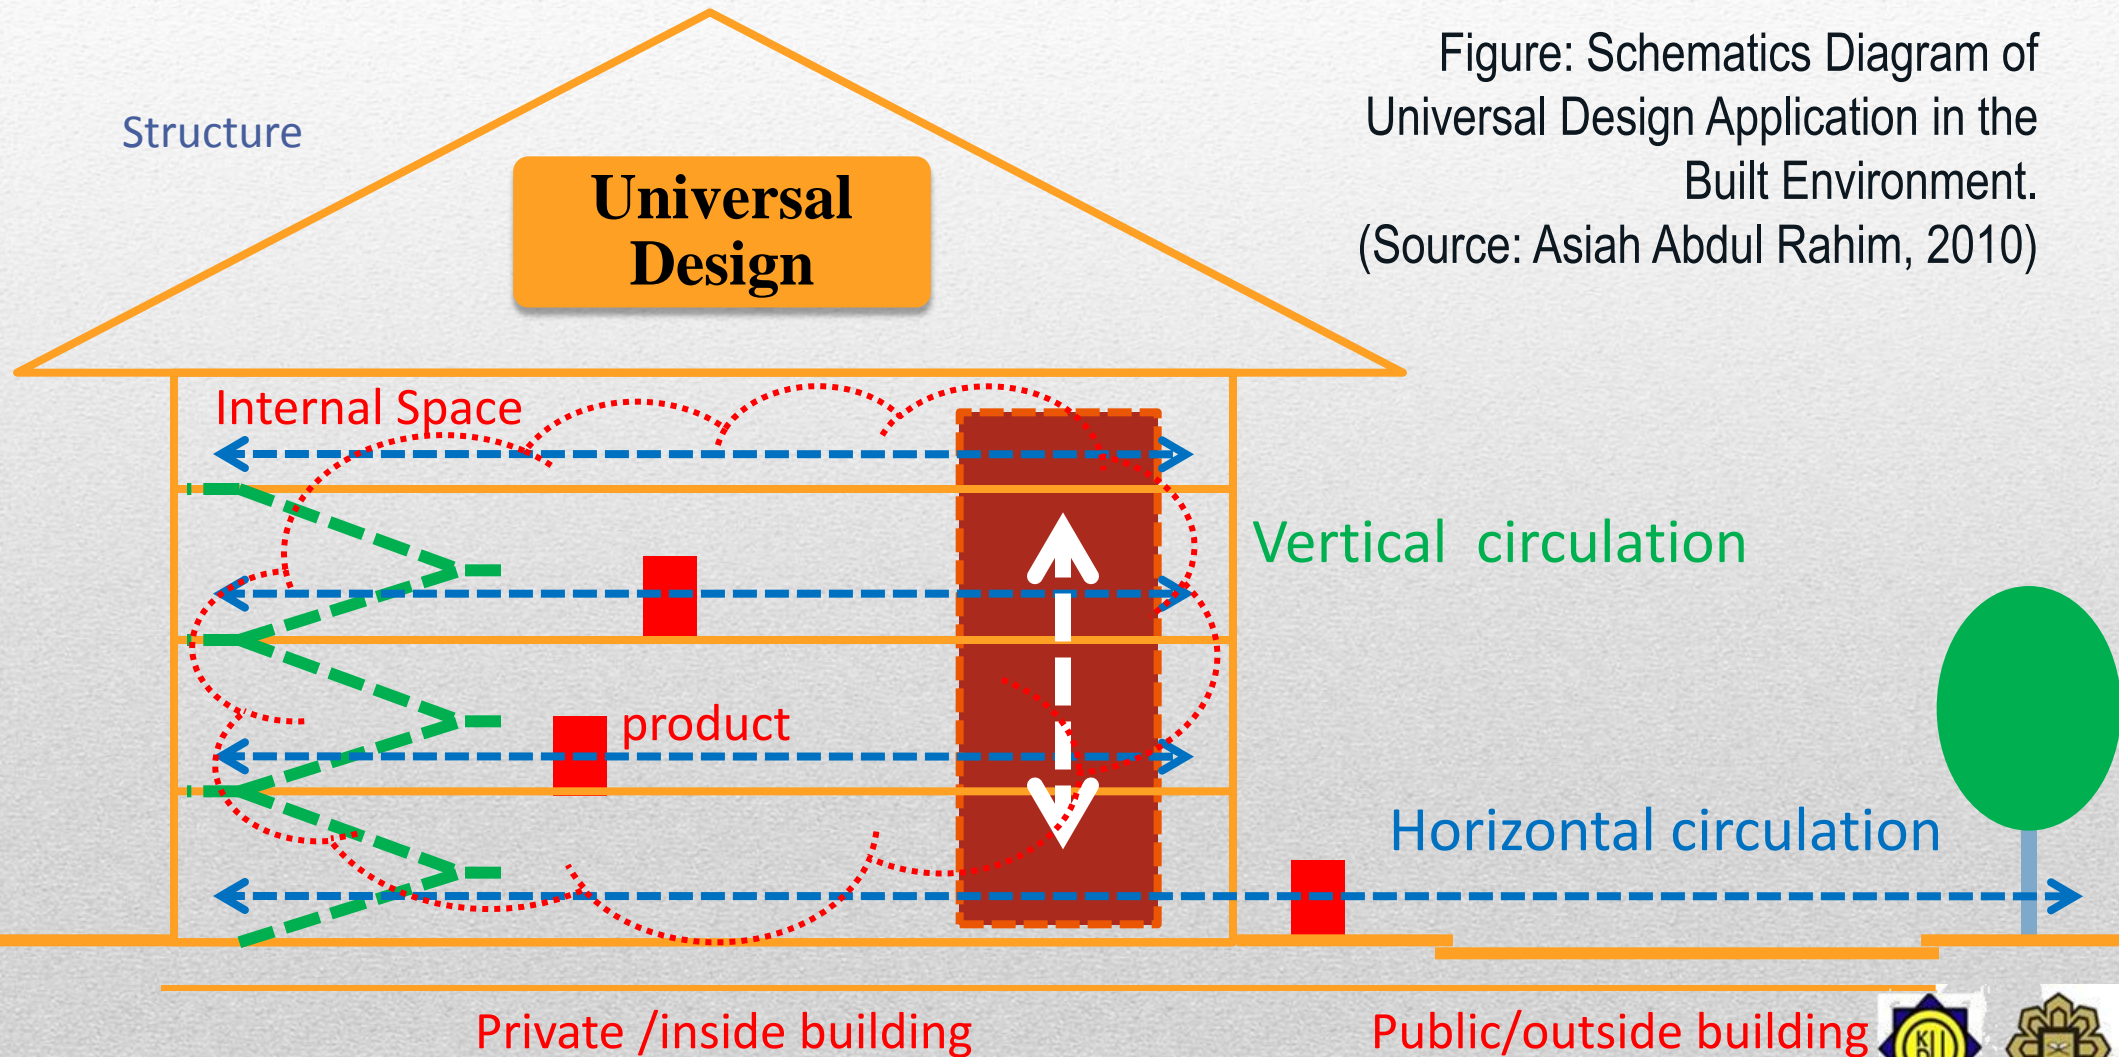 Figure: Schematics Diagram of
Universal Design Application in the
Built Environment.
(Source: Asiah Abdul Rahim, 2010)
Structure
Universal
Design
Internal Space
Vertical circulation
product
Horizontal circulation
Private /inside building
Public/outside building